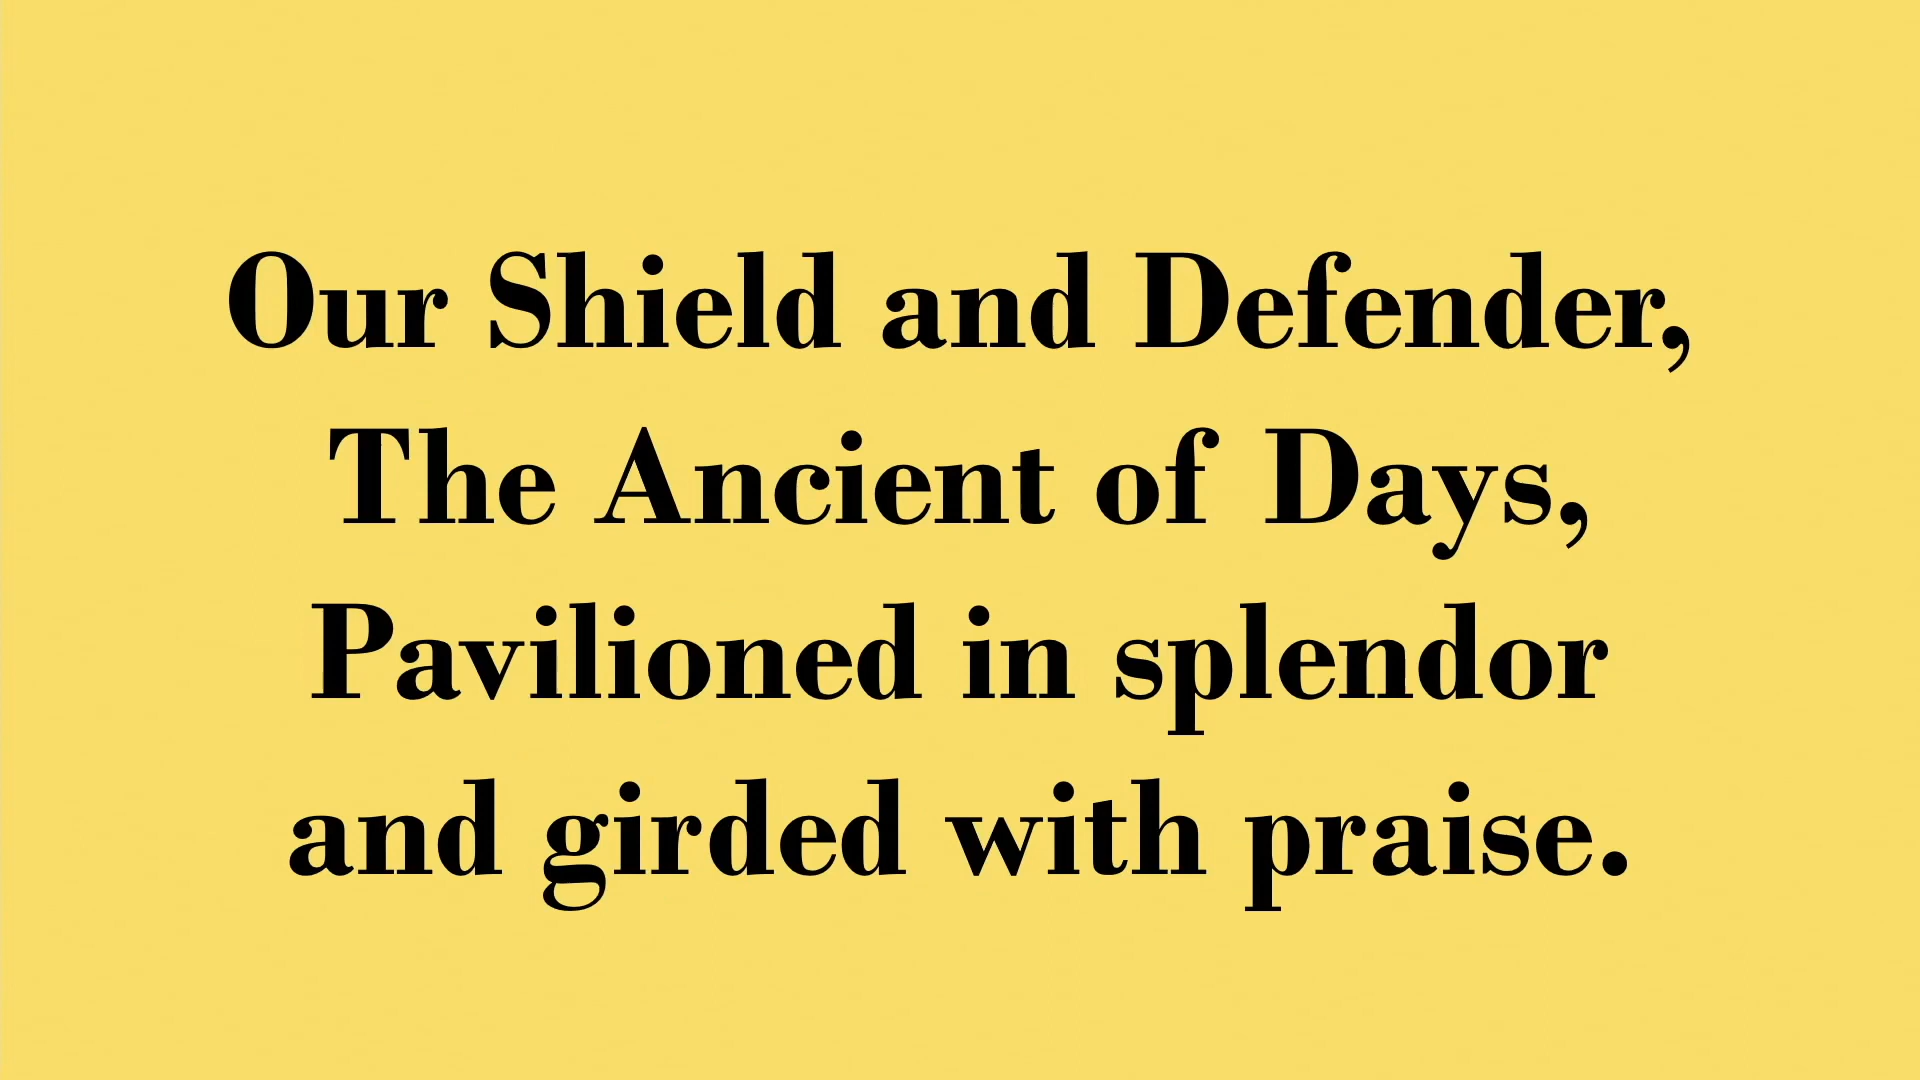 Our Shield and Defender,
The Ancient of Days,
Pavilioned in splendor
and girded with praise.